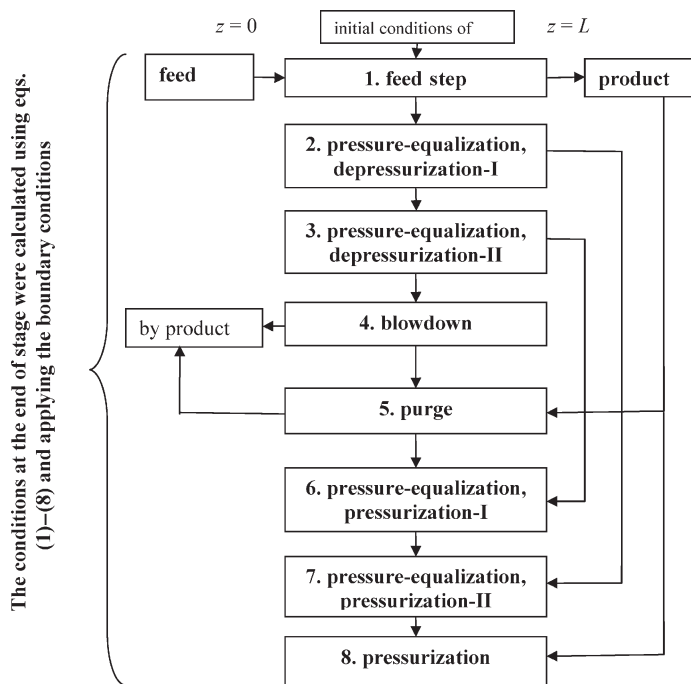 z = 0
initial conditions of
z = L
feed
1. feed step
product
2. pressure-equalization,
depressurization-I
3. pressure-equalization,
depressurization-II
by product
4. blowdown
5. purge
6. pressure-equalization,
pressurization-I
7. pressure-equalization,
pressurization-II
8. pressurization
The conditions at the end of stage were calculated using eqs.
(1)–(8) and applying the boundary conditions